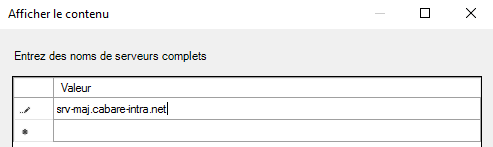 Afficher le contenu
Entrez des noms de serveurs complets
Valeur
srv-maj.cabare-intra.net